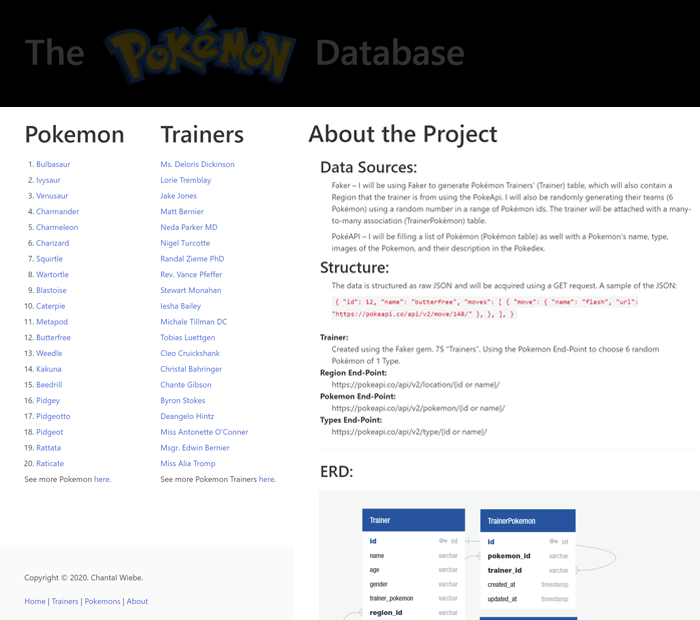 The Pokémon Database
Pokemon
1. Bulbasaur
2. Ivysaur
3. Venusaur
4. Charmander
5. Charmeleon
6. Charizard
7. Squirtle
8. Wartortle
9. Blastoise
10. Caterpie
11. Metapod
12. Butterfree
13. Weedle
14. Kakuna
15. Beedrill
16. Pidgey
17. Pidgeotto
18. Pidgeot
19. Rattata
20. Raticate
See more Pokemon here.
Trainers
Ms. Deloris Dickinson
Lorie Tremblay
Jake Jones
Matt Bernier
Neda Parker MD
Nigel Turcotte
Randal Zieme PhD
Rev. Vance Pfeffer
Stewart Monahan
Iesha Bailey
Michale Tillman DC
Tobias Luettgen
Cleo Cruickshank
Christal Bahringer
Chante Gibson
Byron Stokes
Deangelo Hintz
Miss Antonette O'Conner
Msgr. Edwin Bernier
Miss Alia Tromp
See more Pokemon Trainers here.
About the Project
Data Sources:
Faker – I will be using Faker to generate Pokémon Trainers' (Trainer) table, which will also contain a
Region that the trainer is from using the PokeApi. I will also be randomly generating their teams (6
Pokémon) using a random number in a range of Pokémon ids. The trainer will be attached with a many-
to-many association (TrainerPokémon) table.
PokéAPI – I will be filling a list of Pokémon (Pokémon table) as well with a Pokemon's name, type,
images of the Pokemon, and their description in the Pokedex.
Structure:
The data is structured as raw JSON and will be acquired using a GET request. A sample of the JSON:
{ "id": 12, "name": "butterfree", "moves": [ { "move": { "name": "flash", "url":
"https://pokeapi.co/api/v2/move/148/" }, }, ], }
Trainer:
Created using the Faker gem. 75 "Trainers". Using the Pokemon End-Point to choose 6 random
Pokémon of 1 Type.
Region End-Point:
https://pokeapi.co/api/v2/location/{id or name}/
Pokemon End-Point:
https://pokeapi.co/api/v2/pokemon/{id or name}/
Types End-Point:
https://pokeapi.co/api/v2/type/{id or name}/
ERD:
Trainer
id int
name varchar
age varchar
gender varchar
trainer_pokemon varchar
region_id varchar
TrainerPokemon
id int
pokemon_id varchar
trainer_id varchar
created_at timestamp
updated_at timestamp
Copyright © 2020. Chantal Wiebe.
Home | Trainers | Pokemons | About